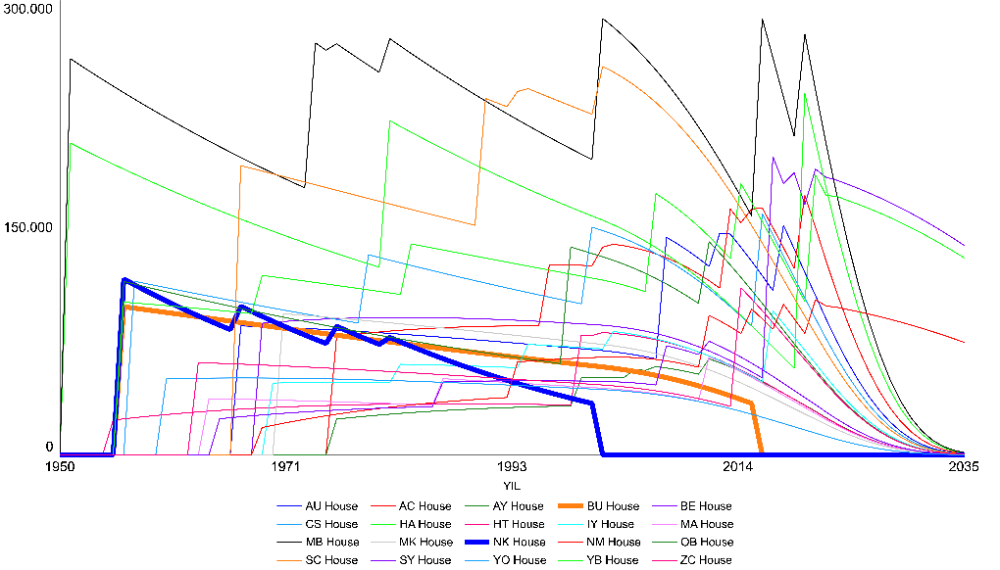 300.000
150.000
0
1950 1971 1993 2014 2035
YIL
AU House AC House AY House BU House BE House
CS House HA House HT House IY House MA House
MB House MK House NK House NM House QB House
SC House SY House YO House YB House ZC House